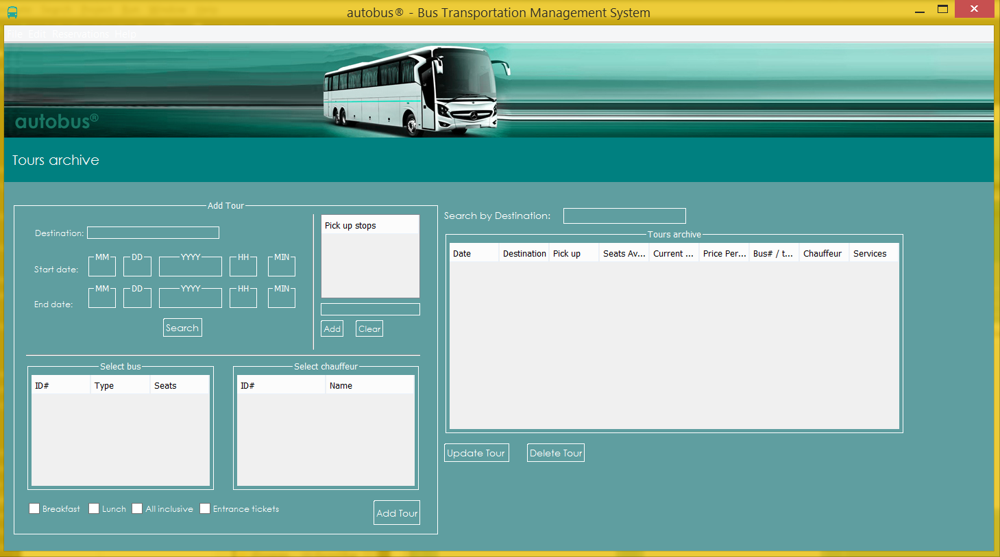 autobus® - Bus Transportation Management System
File Edit Reservations Help
autobus®
Tours archive
Add Tour
Destination:
Start date:
MM DD YYYY HH MIN
End date:
MM DD YYYY HH MIN
Search
Pick up stops
Add Clear
Select bus
ID# Type Seats
Select chauffeur
ID# Name
Breakfast Lunch All inclusive Entrance tickets
Add Tour
Search by Destination:
Tours archive
Date Destination Pick up Seats Av... Current ... Price Per... Bus# / t... Chauffeur Services
Update Tour Delete Tour